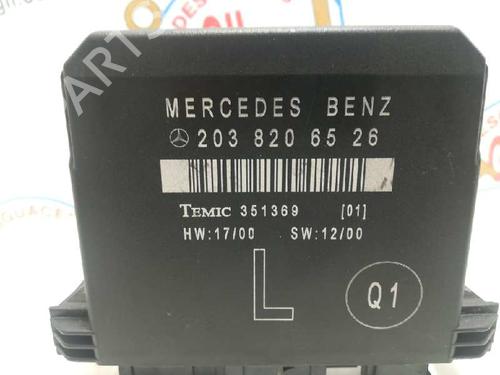 MERCEDES BENZ
203 820 65 26
TEMIC 351369 [01]
HW:17/00 SW:12/00
L
Q1